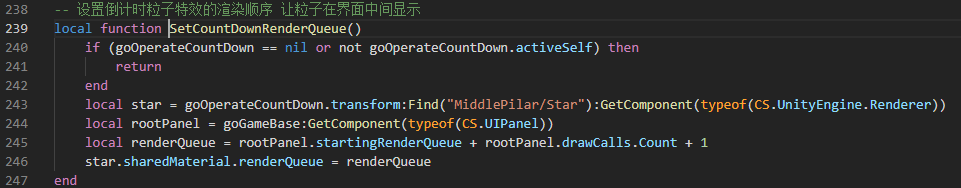 238 -- 设置倒计时粒子特效的渲染顺序 让粒子在界面中间显示
239 local function SetCountDownRenderQueue()
240 if (goOperateCountDown == nil or not goOperateCountDown.activeSelf) then
241 return
242 end
243 local star = goOperateCountDown.transform:Find("MiddlePilar/Star"):GetComponent(typeof(CS.UnityEngine.Renderer))
244 local rootPanel = goGameBase:GetComponent(typeof(CS.UIPanel))
245 local renderQueue = rootPanel.startingRenderQueue + rootPanel.drawCalls.Count + 1
246 star.sharedMaterial.renderQueue = renderQueue
247 end